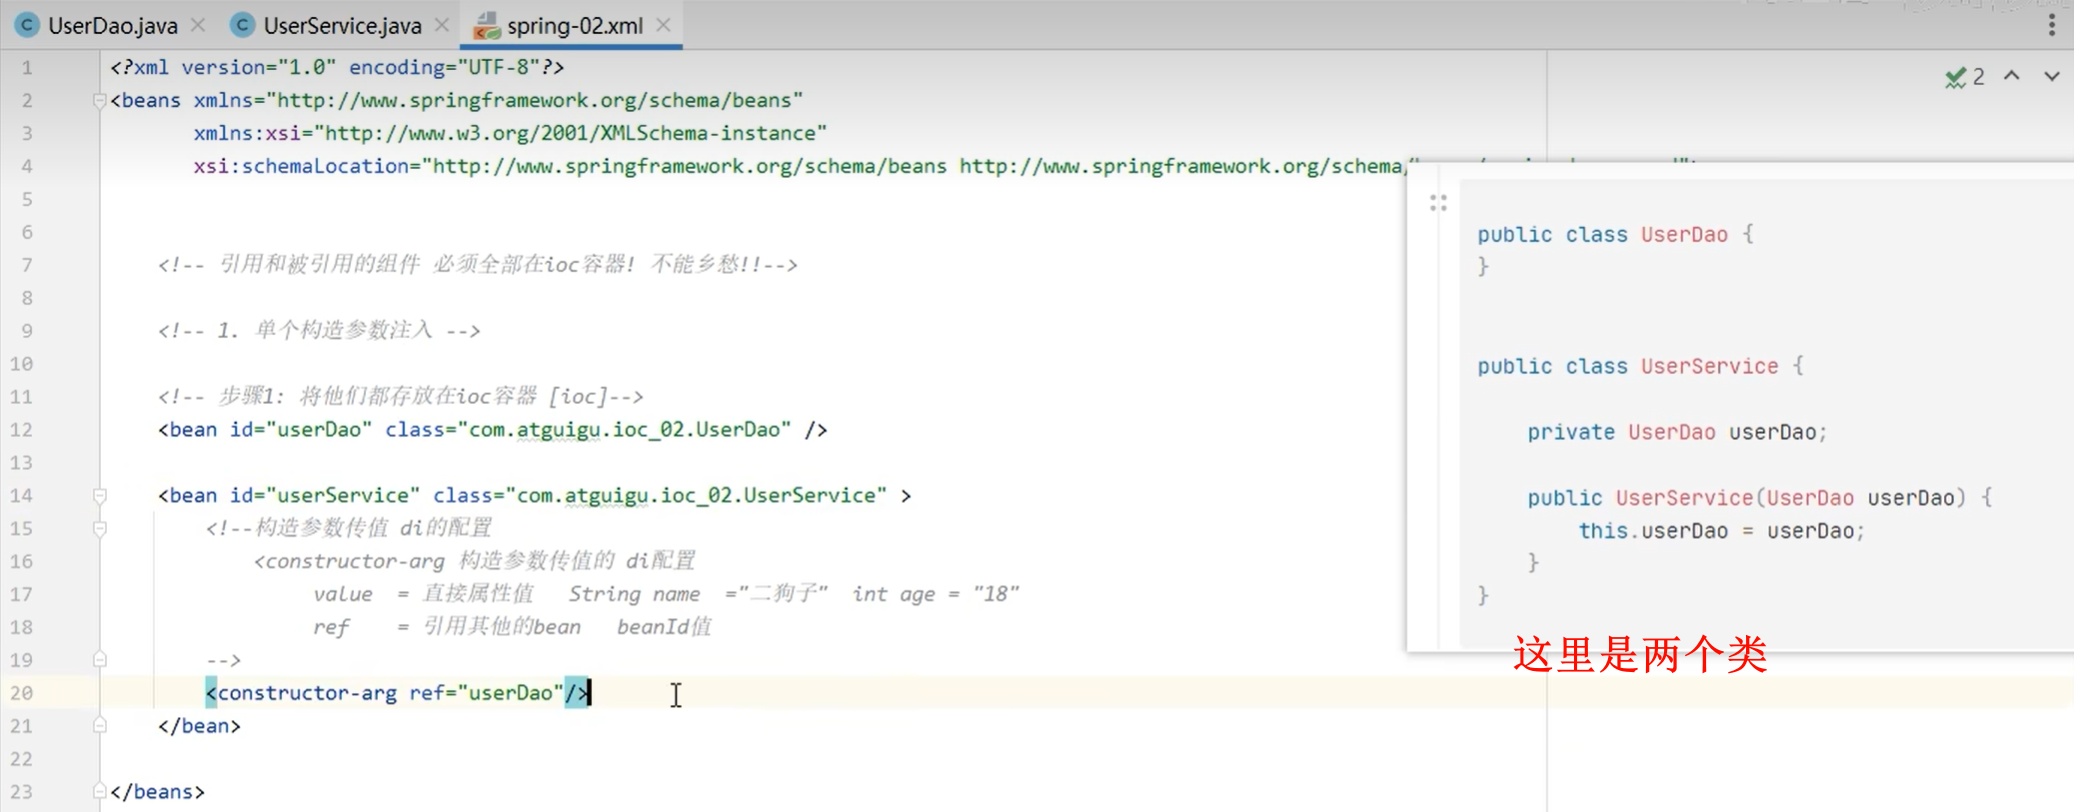 UserDao.java
UserService.java
spring-02.xml
2
1 <?xml version="1.0" encoding="UTF-8"?>
2 <beans xmlns="http://www.springframework.org/schema/beans"
3 xmlns:xsi="http://www.w3.org/2001/XMLSchema-instance"
4 xsi:schemaLocation="http://www.springframework.org/schema/beans http://www.springframework.org/schema/
5
6
7 <!-- 引用和被引用的组件 必须全部在ioc容器! 不能乡愁!!-->
8
9 <!-- 1. 单个构造参数注入 -->
10
11 <!-- 步骤1: 将他们都存放在ioc容器 [ioc]-->
12 <bean id="userDao" class="com.atguigu.ioc_02.UserDao" />
13
14 <bean id="userService" class="com.atguigu.ioc_02.UserService" >
15 <!--构造参数传值 di的配置
16 <constructor-arg 构造参数传值的 di配置
17 value = 直接属性值 String name ="二狗子" int age = "18"
18 ref = 引用其他的bean beanId值
19 -->
20 <constructor-arg ref="userDao"/>
21 </bean>
22
23 </beans>
public class UserDao {
}
public class UserService {
private UserDao userDao;
public UserService(UserDao userDao) {
this.userDao = userDao;
}
}
这里是两个类